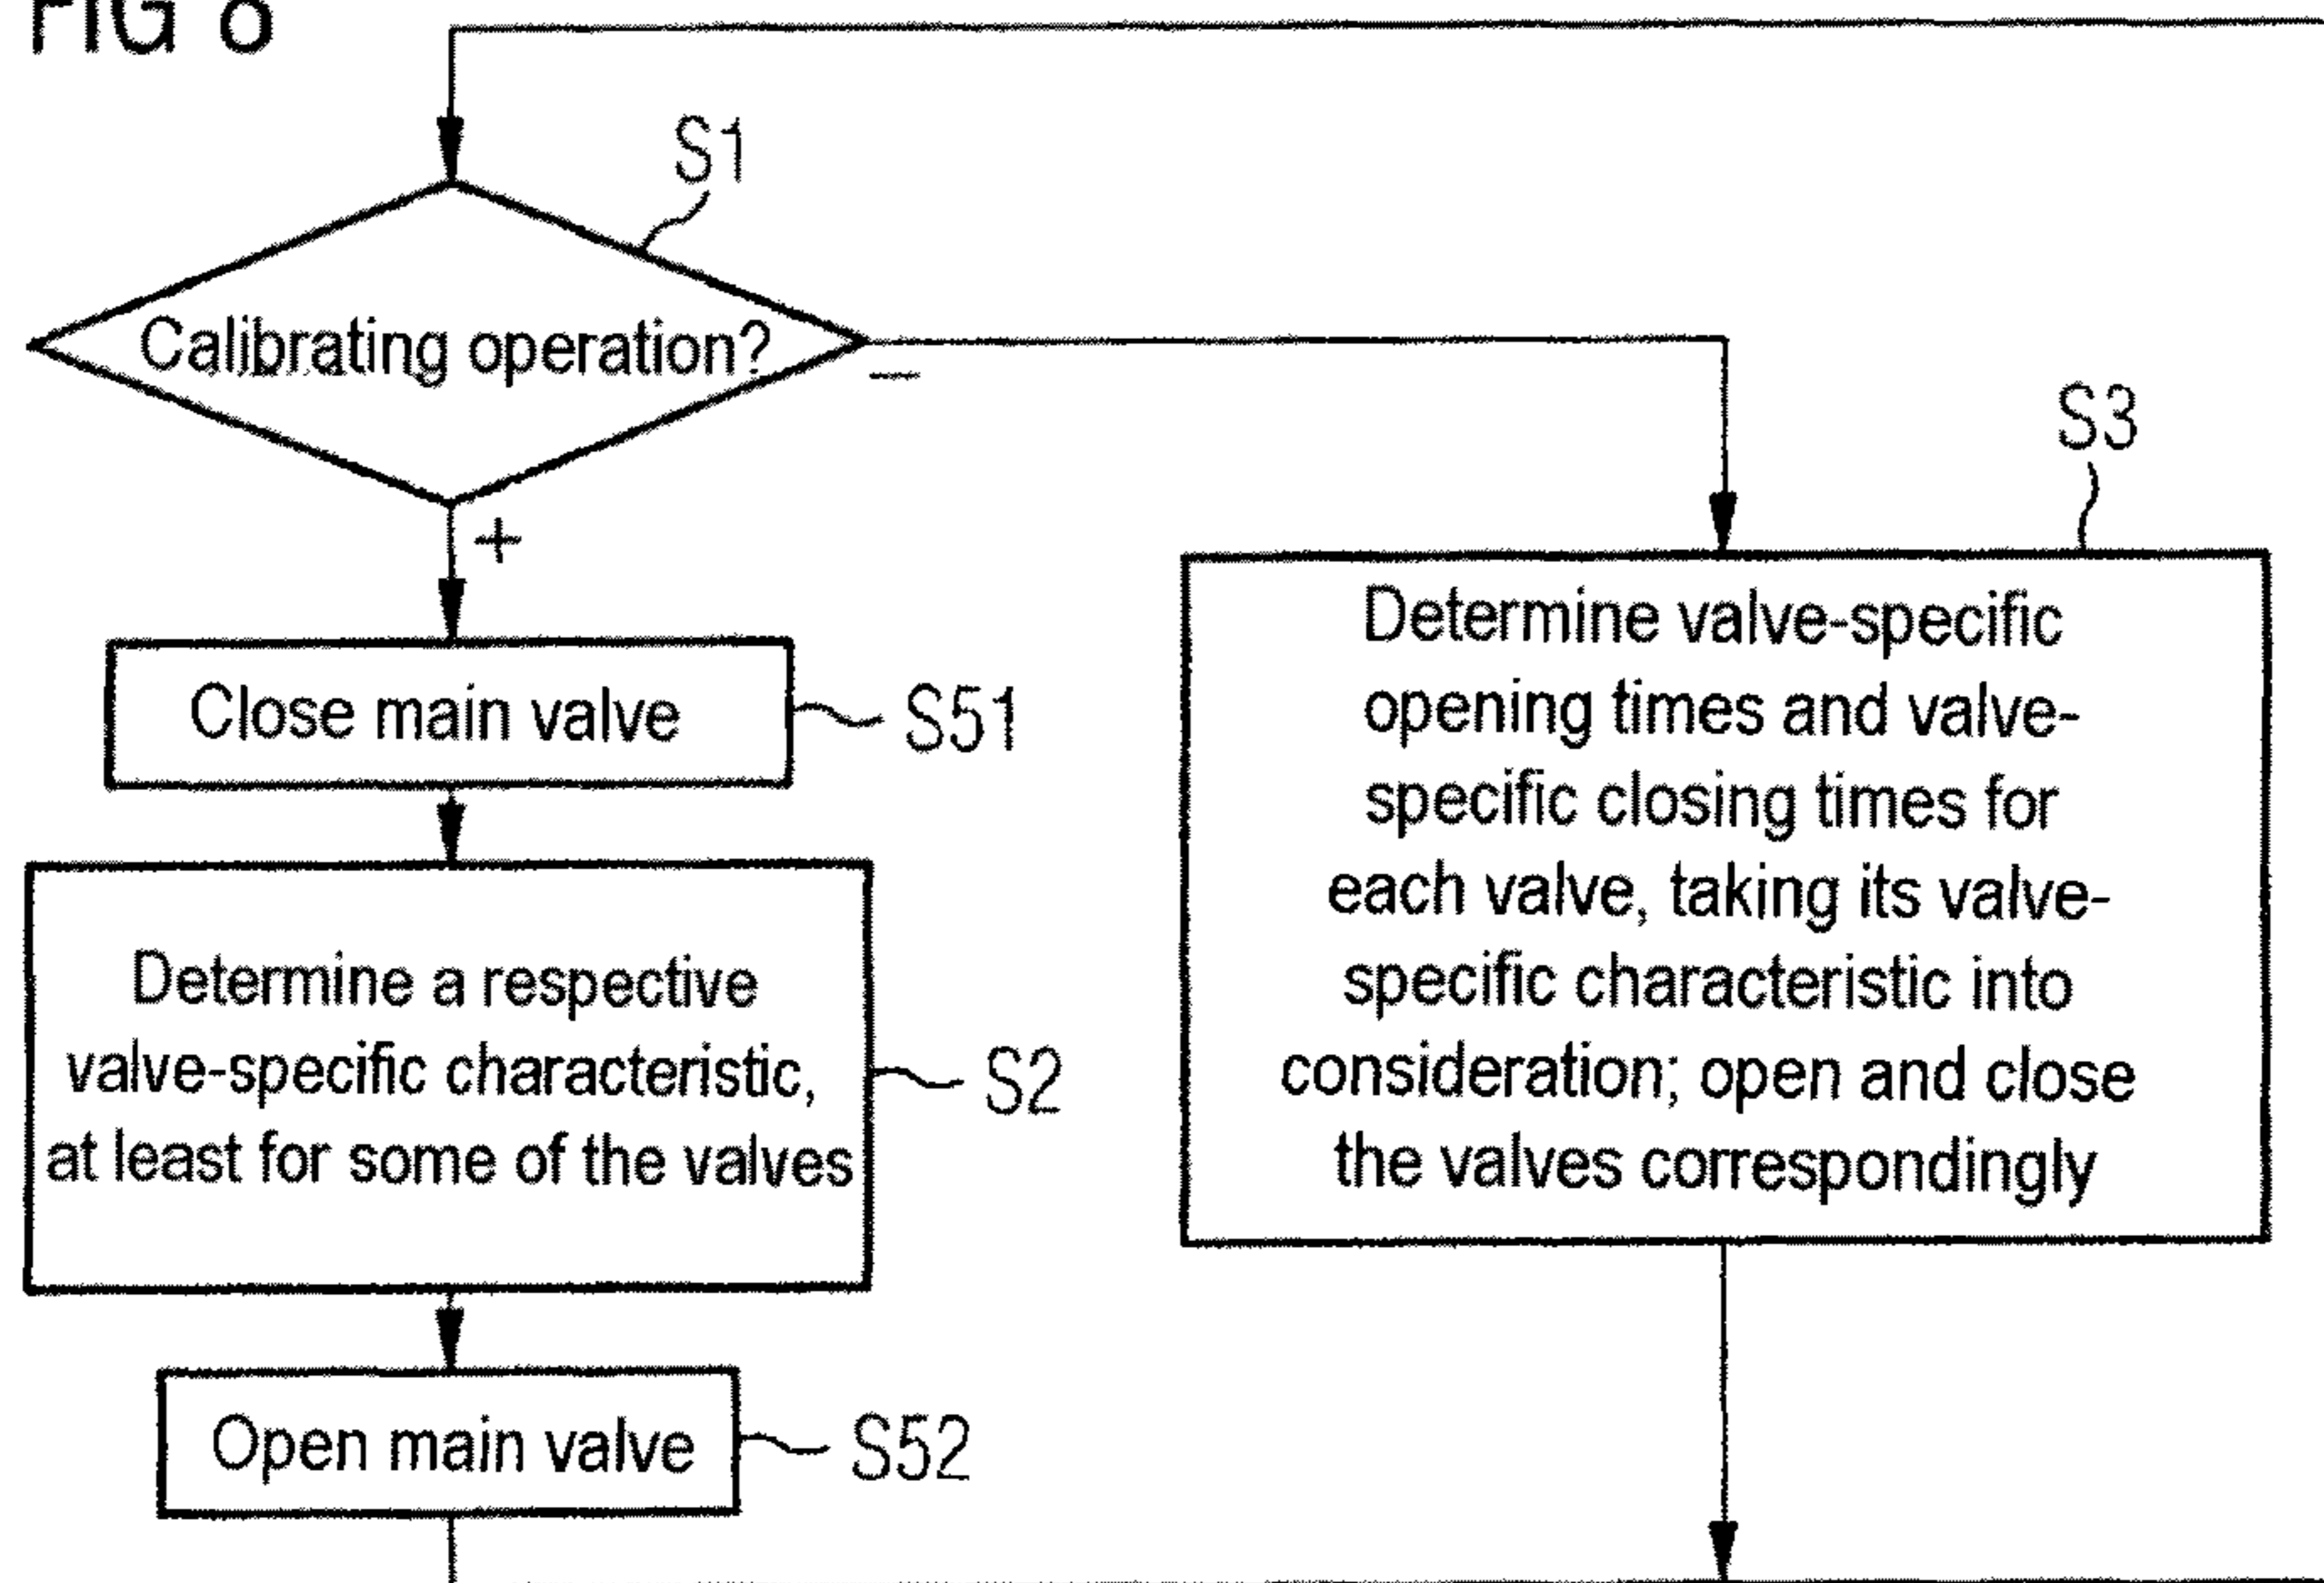 FIG 8
S1
Calibrating operation?
–
+
S3
Close main valve
S51
Determine valve-specific
opening times and valve-
specific closing times for
each valve, taking its valve-
specific characteristic into
consideration; open and close
the valves correspondingly
Determine a respective
valve-specific characteristic,
at least for some of the valves
S2
Open main valve
S52